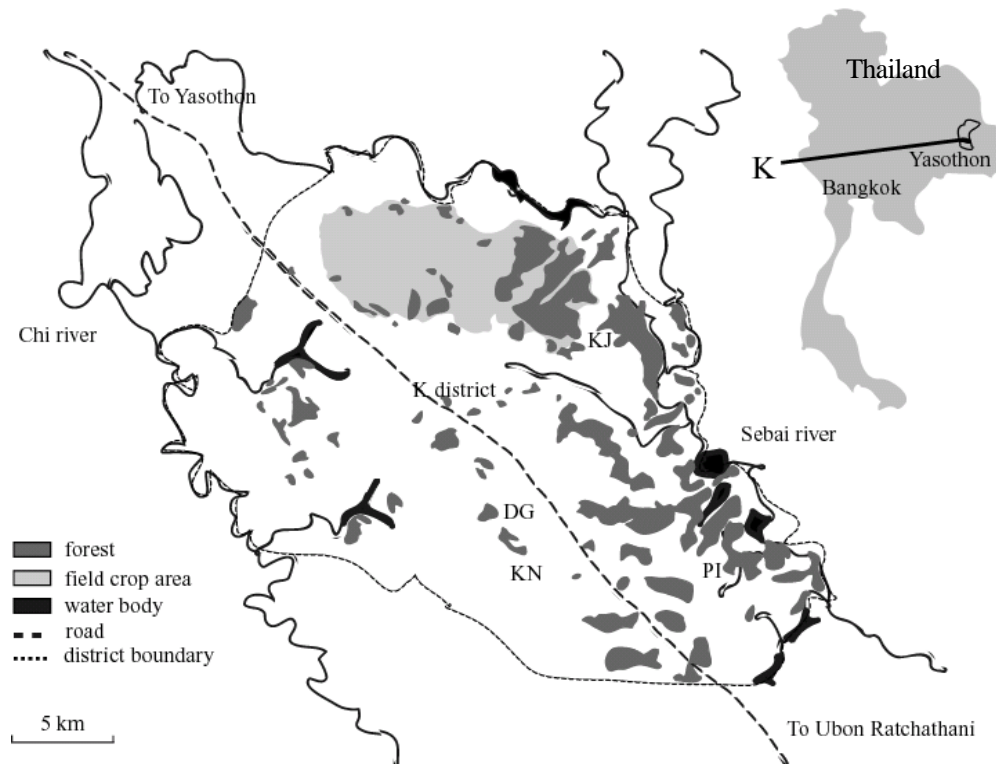 Thailand
To Yasothon
Yasothon
K
Bangkok
Chi river
KJ
K district
Sebai river
DG
KN
PI
forest
field crop area
water body
road
district boundary
5 km
To Ubon Ratchathani